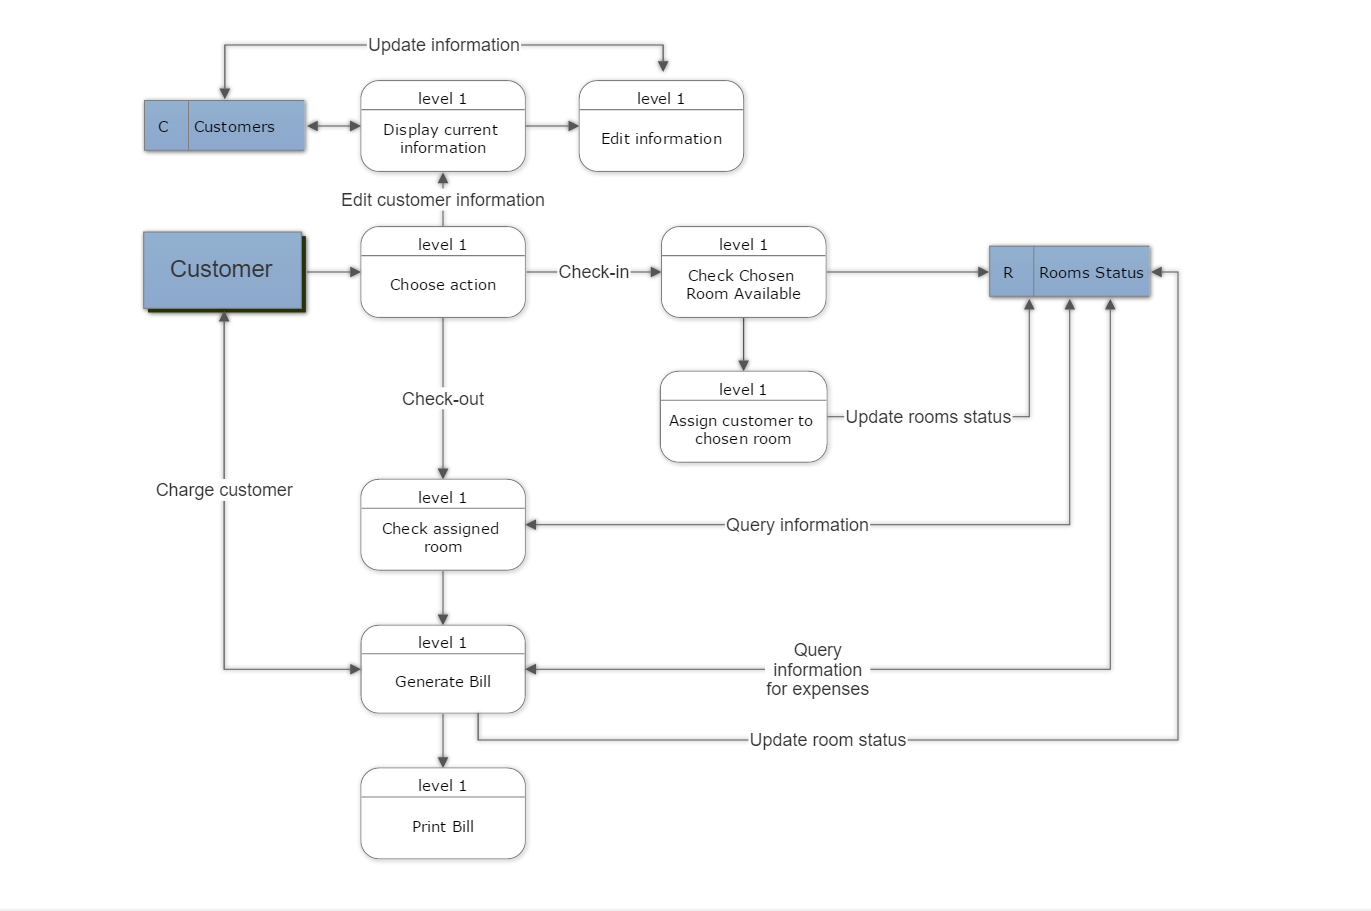 Update information
level 1
level 1
C
Customers
Display current
information
Edit information
Edit customer information
level 1
level 1
Customer
Choose action
Check-in
Check Chosen
Room Available
R
Rooms Status
level 1
Check-out
Assign customer to
chosen room
Update rooms status
Charge customer
level 1
Check assigned
room
Query information
level 1
Generate Bill
Query
information
for expenses
Update room status
level 1
Print Bill